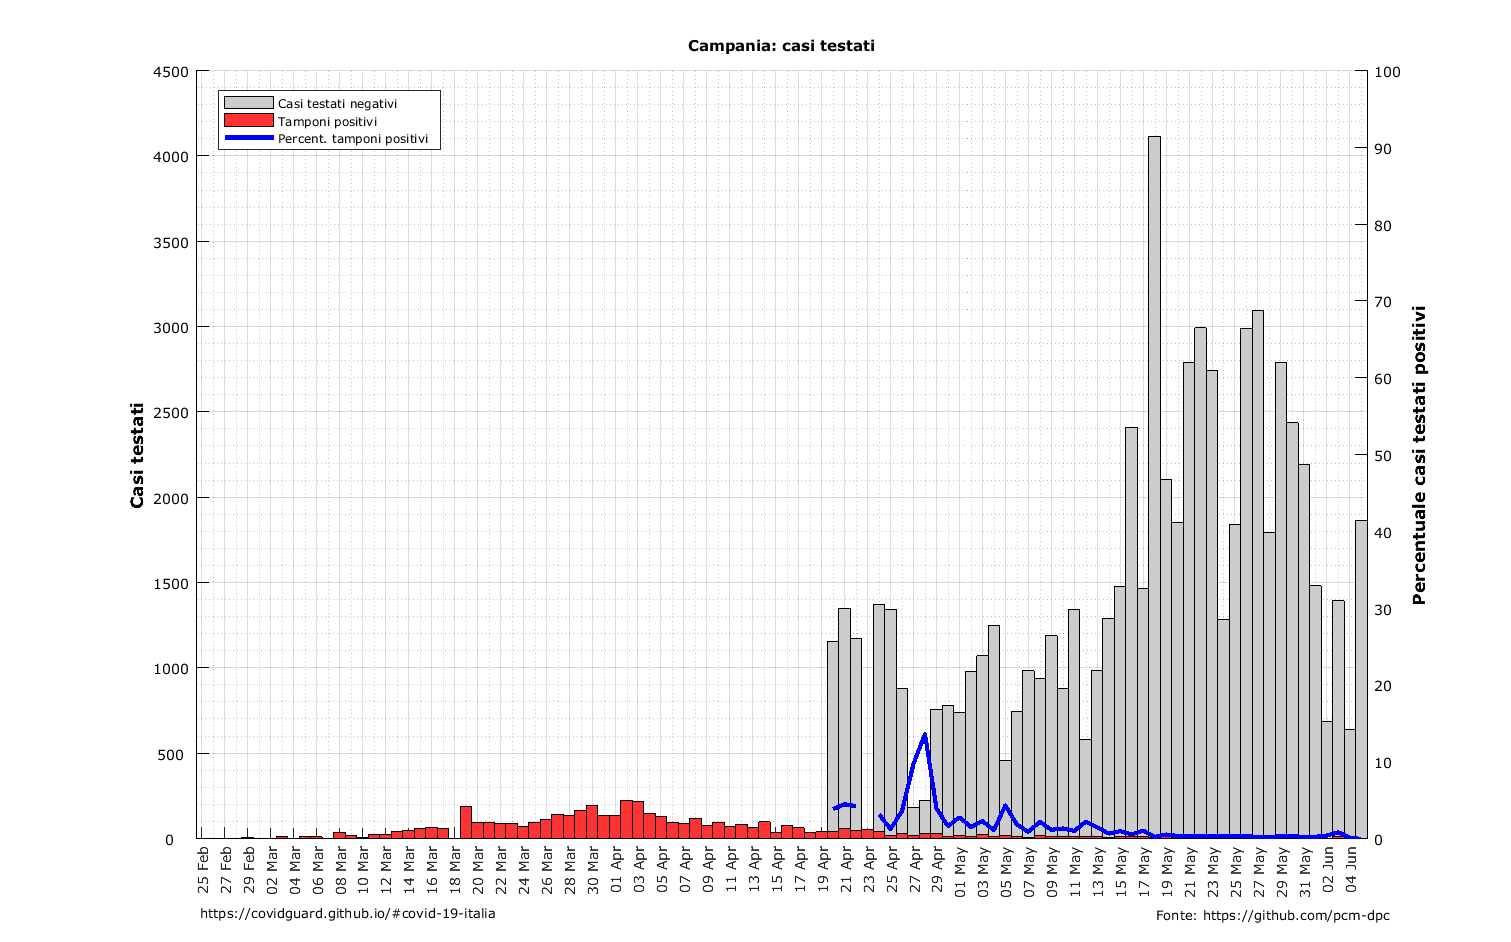 Campania: casi testati
Casi testati negativi
Tamponi positivi
Percent. tamponi positivi
Casi testati
4500
4000
3500
3000
2500
2000
1500
1000
500
0
100
90
80
70
60
50
40
30
20
10
0
Percentuale casi testati positivi
25 Feb
27 Feb
29 Feb
02 Mar
04 Mar
06 Mar
08 Mar
10 Mar
12 Mar
14 Mar
16 Mar
18 Mar
20 Mar
22 Mar
24 Mar
26 Mar
28 Mar
30 Mar
01 Apr
03 Apr
05 Apr
07 Apr
09 Apr
11 Apr
13 Apr
15 Apr
17 Apr
19 Apr
21 Apr
23 Apr
25 Apr
27 Apr
29 Apr
01 May
03 May
05 May
07 May
09 May
11 May
13 May
15 May
17 May
19 May
21 May
23 May
25 May
27 May
29 May
31 May
02 Jun
04 Jun
https://covidguard.github.io/#covid-19-italia
Fonte: https://github.com/pcm-dpc